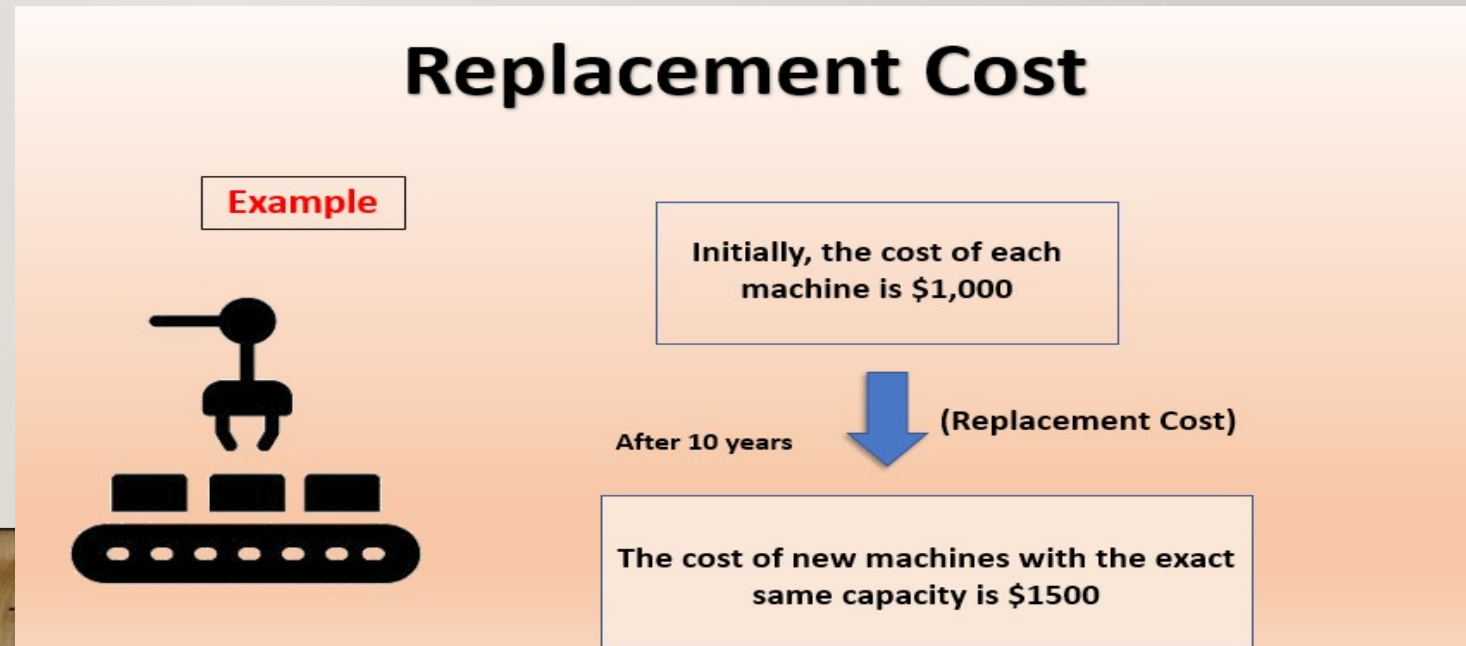 Replacement Cost
Example
Initially, the cost of each
machine is $1,000
After 10 years
(Replacement Cost)
The cost of new machines with the exact
same capacity is $1500